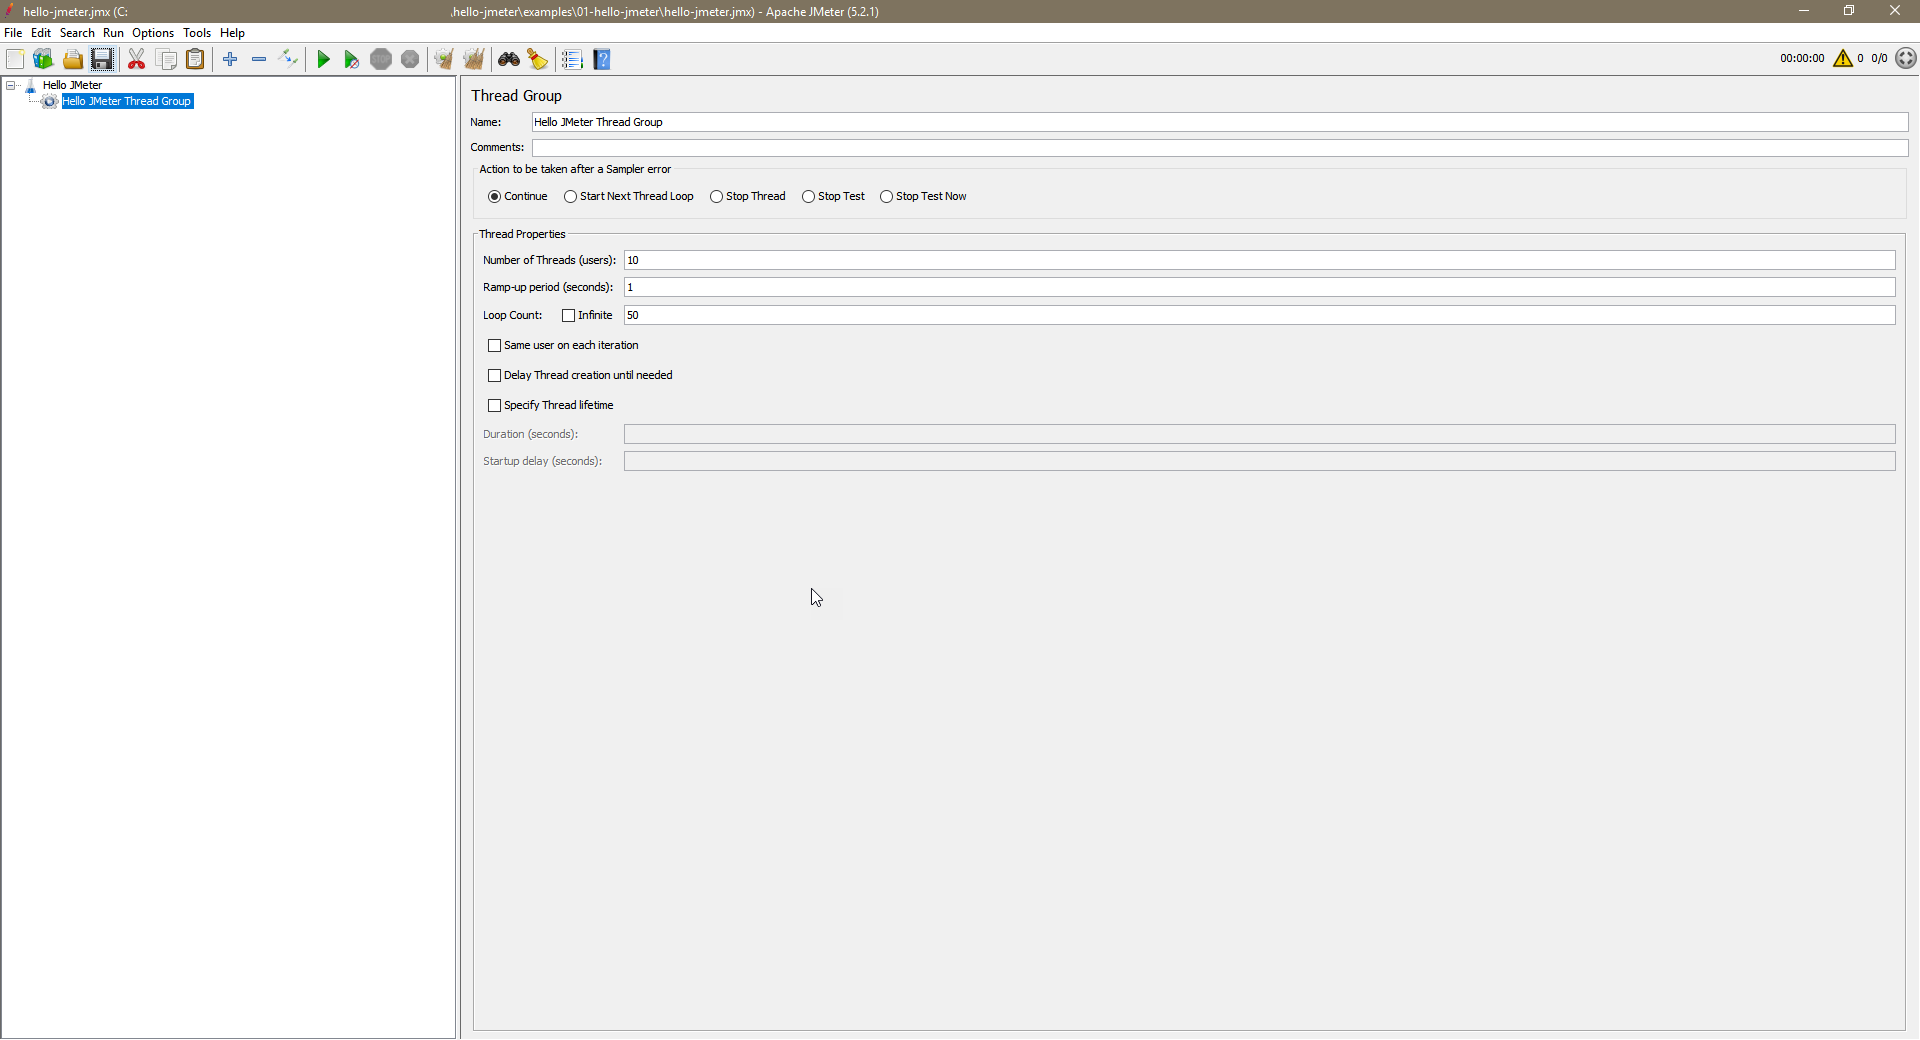 hello-jmeter.jmx (C: \hello-jmeter\examples\01-hello-jmeter\hello-jmeter.jmx) - Apache JMeter (5.2.1)
File Edit Search Run Options Tools Help
STOP 00:00:00 0 0/0
Hello JMeter
Hello JMeter Thread Group
Thread Group
Name: Hello JMeter Thread Group
Comments:
Action to be taken after a Sampler error
Continue Start Next Thread Loop Stop Thread Stop Test Stop Test Now
Thread Properties
Number of Threads (users): 10
Ramp-up period (seconds): 1
Loop Count: Infinite 50
Same user on each iteration
Delay Thread creation until needed
Specify Thread lifetime
Duration (seconds):
Startup delay (seconds):